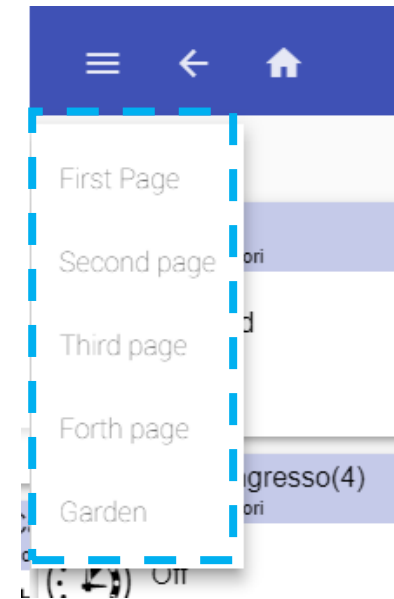 First Page
Second page
ori
d
Third page
Forth page
ngresso(4)
ori
Garden
Off